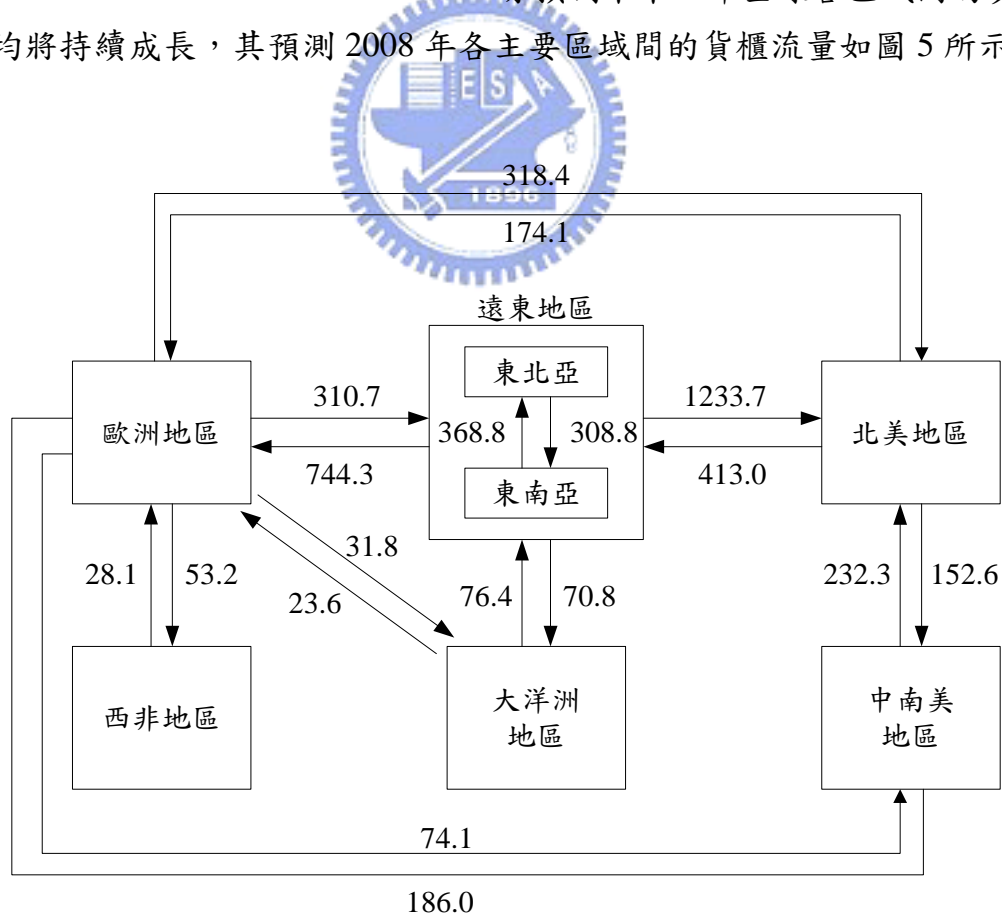 均將持續成長，其預測 2008 年各主要區域間的貨櫃流量如圖 5 所示
E S A
1896
318.4
174.1
遠東地區
東北亞
310.7
1233.7
歐洲地區
368.8
308.8
北美地區
744.3
413.0
東南亞
31.8
28.1
53.2
23.6
76.4
70.8
232.3
152.6
西非地區
大洋洲
地區
中南美
地區
74.1
186.0